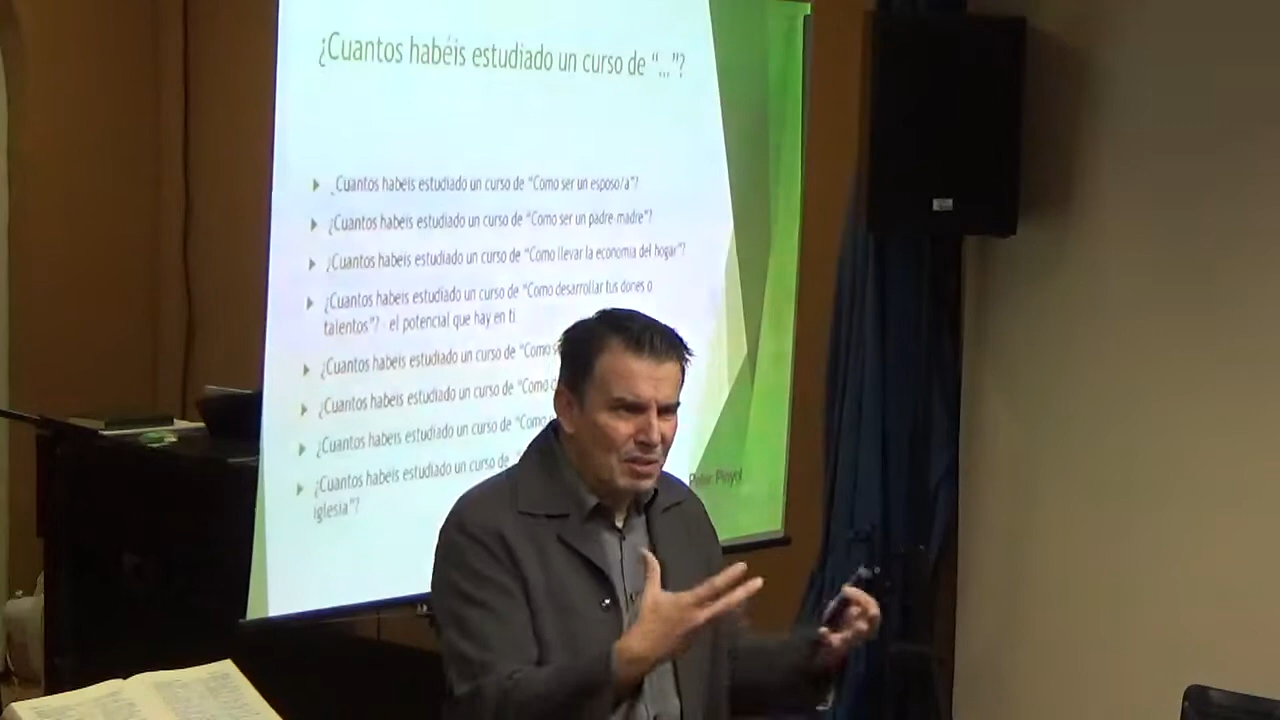 ¿Cuantos habéis estudiado un curso de “...”?
¿Cuantos habeis estudiado un curso de “Como ser un esposo/a”?
¿Cuantos habeis estudiado un curso de “Como ser un padre-madre”?
¿Cuantos habeis estudiado un curso de “Como llevar la economia del hogar”?
¿Cuantos habeis estudiado un curso de “Como desarrollar tus dones o
talentos”? - el potencial que hay en ti
¿Cuantos habeis estudiado un curso de “Como
¿Cuantos habeis estudiado un curso de “Como
¿Cuantos habeis estudiado un curso de “Como
¿Cuantos habeis estudiado un curso de
iglesia”?